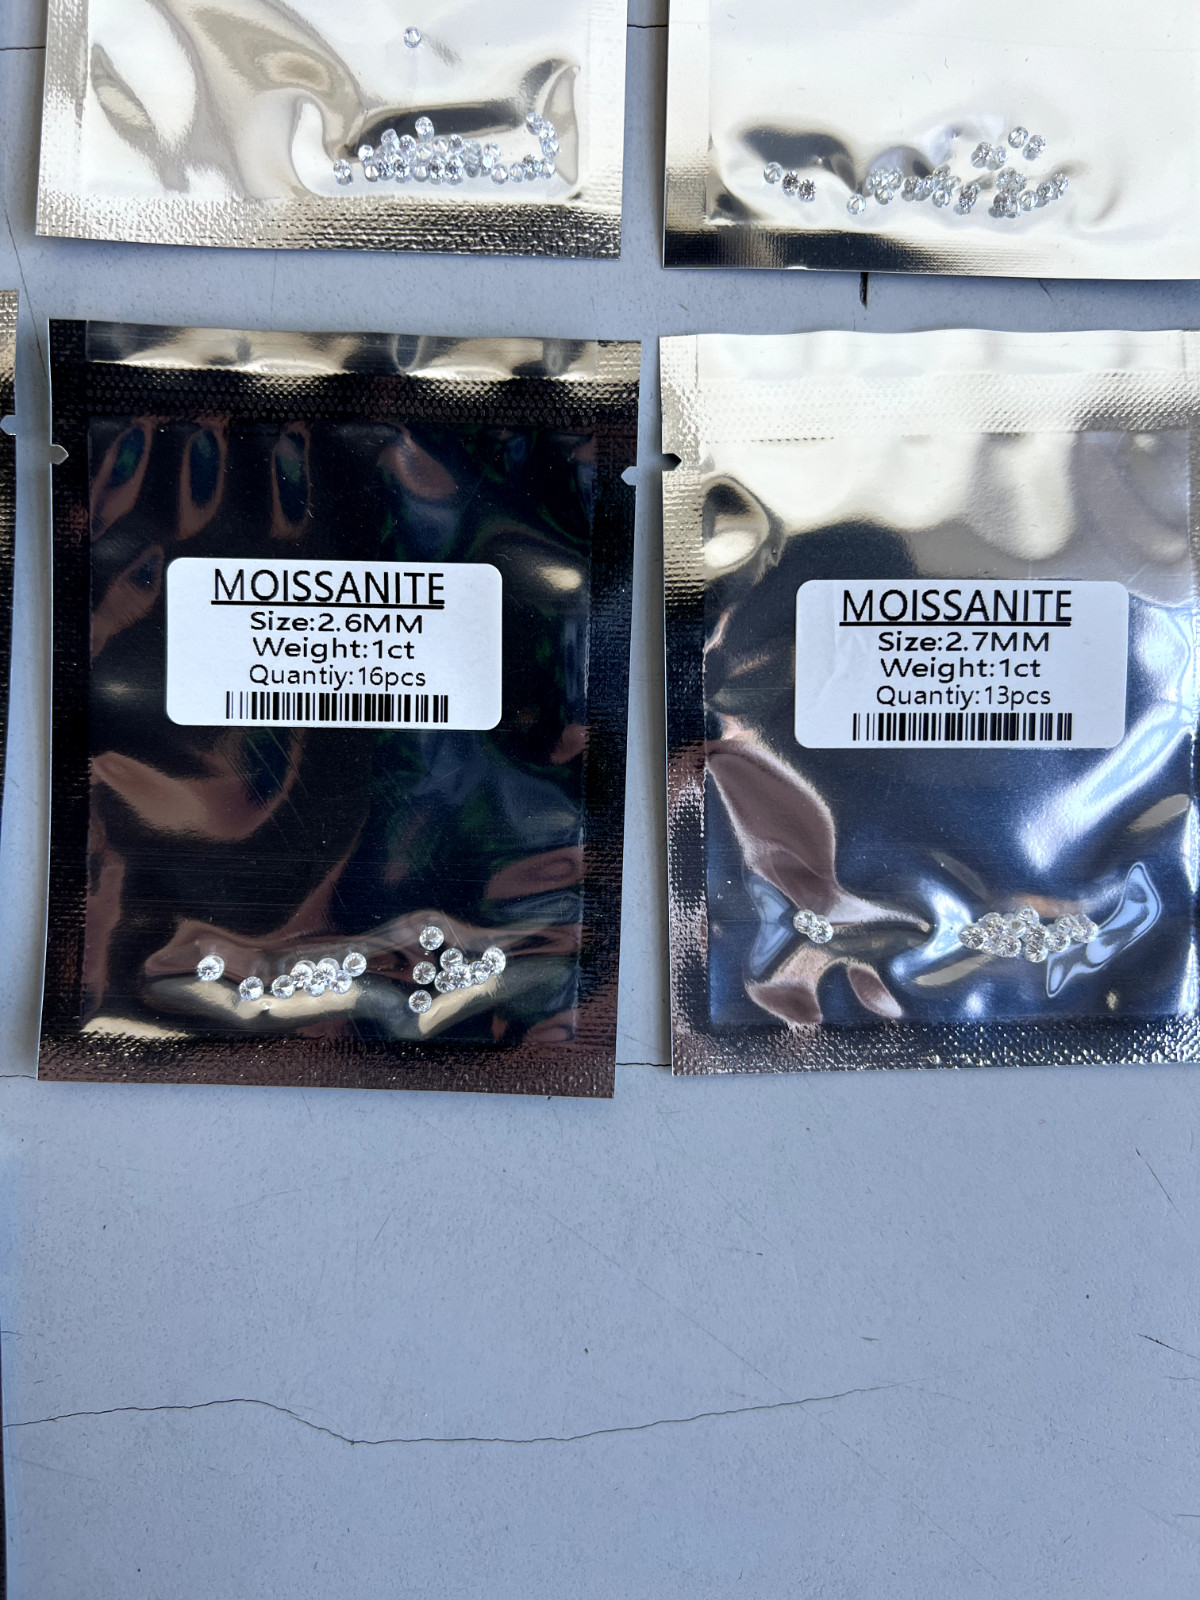 MOISSANITE
Size:2.6MM
Weight:1ct
Quantiy:16pcs
MOISSANITE
Size:2.7MM
Weight:1ct
Quantiy:13pcs